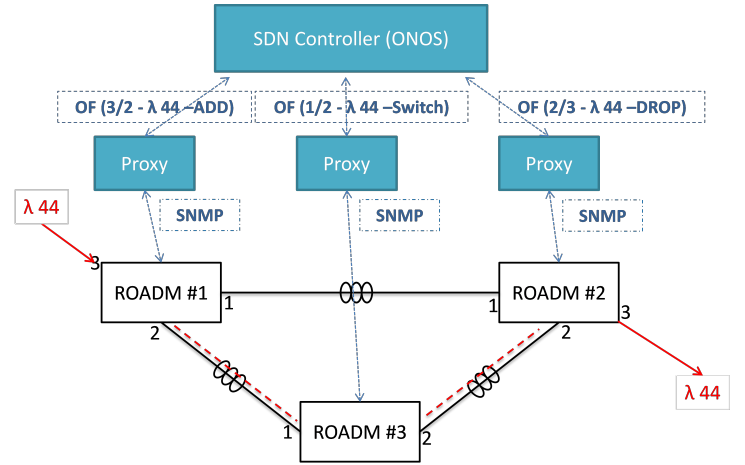 SDN Controller (ONOS)
OF (3/2 - λ 44 –ADD)
OF (1/2 - λ 44 –Switch)
OF (2/3 - λ 44 –DROP)
Proxy
Proxy
Proxy
λ 44
SNMP
SNMP
SNMP
3
ROADM #1
1
1
ROADM #2
3
2
2
λ 44
1
ROADM #3
2